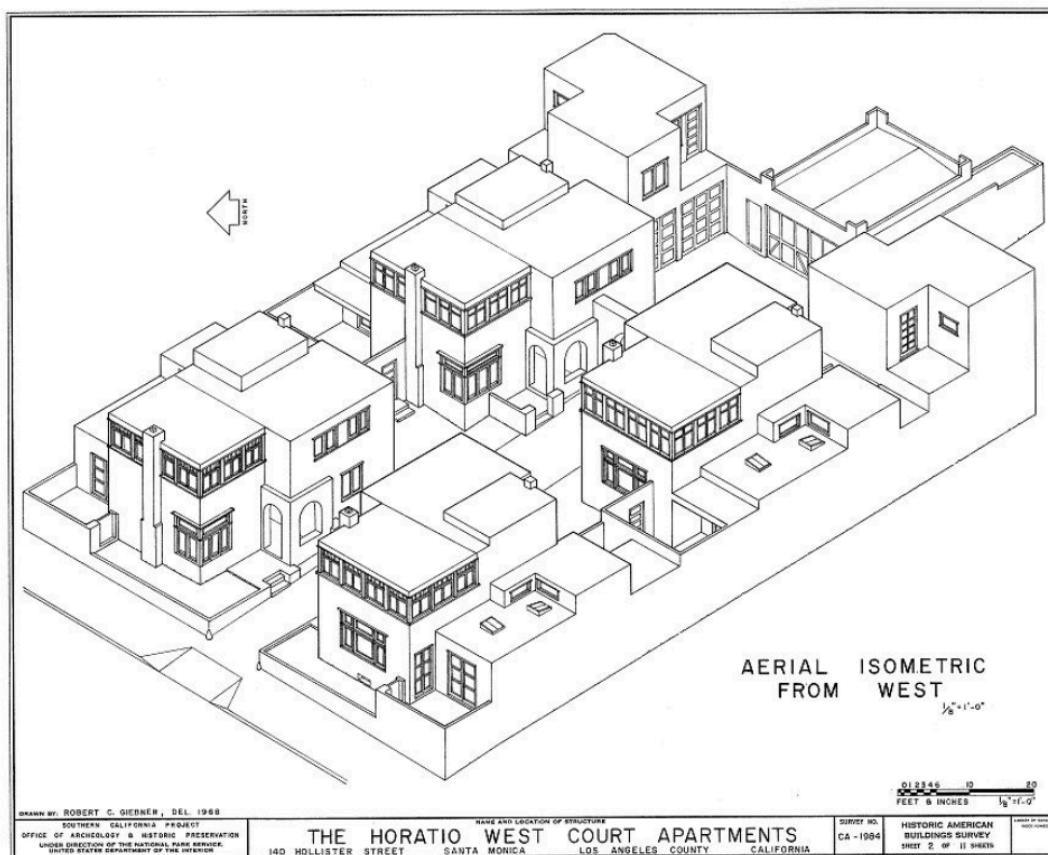 NORTH
AERIAL ISOMETRIC
FROM WEST
1/8"=1'-0"
DRAWN BY: ROBERT C. GIEBNER, DEL. 1968
0 1 2 3 4 5 6 10 20
FEET & INCHES 1/8"=1'-0"
SOUTHERN CALIFORNIA PROJECT
OFFICE OF ARCHEOLOGY & HISTORIC PRESERVATION
UNDER DIRECTION OF THE NATIONAL PARK SERVICE,
UNITED STATES DEPARTMENT OF THE INTERIOR
NAME AND LOCATION OF STRUCTURE
THE HORATIO WEST COURT APARTMENTS
140 HOLLISTER STREET SANTA MONICA LOS ANGELES COUNTY CALIFORNIA
SURVEY NO.
CA-1984
HISTORIC AMERICAN
BUILDINGS SURVEY
SHEET 2 OF 11 SHEETS